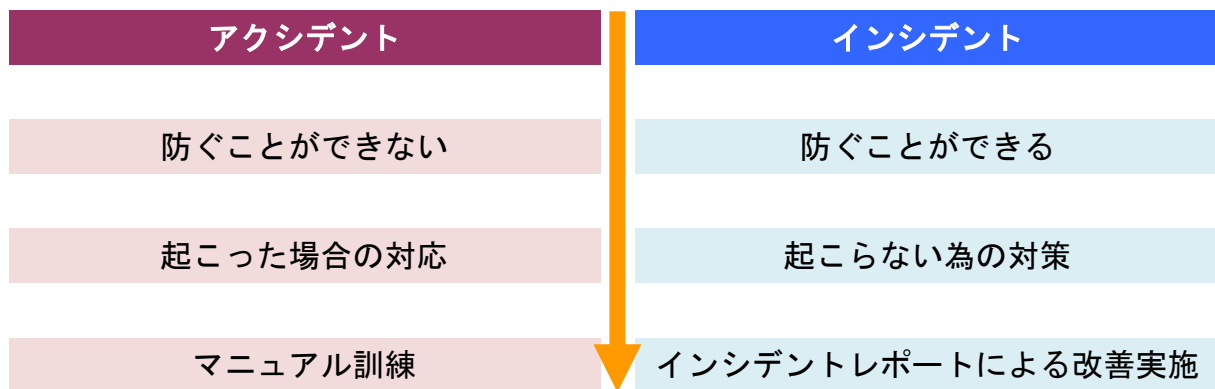 アクシデント
インシデント
防ぐことができない
防ぐことができる
起こった場合の対応
起こらない為の対策
マニュアル訓練
インシデントレポートによる改善実施